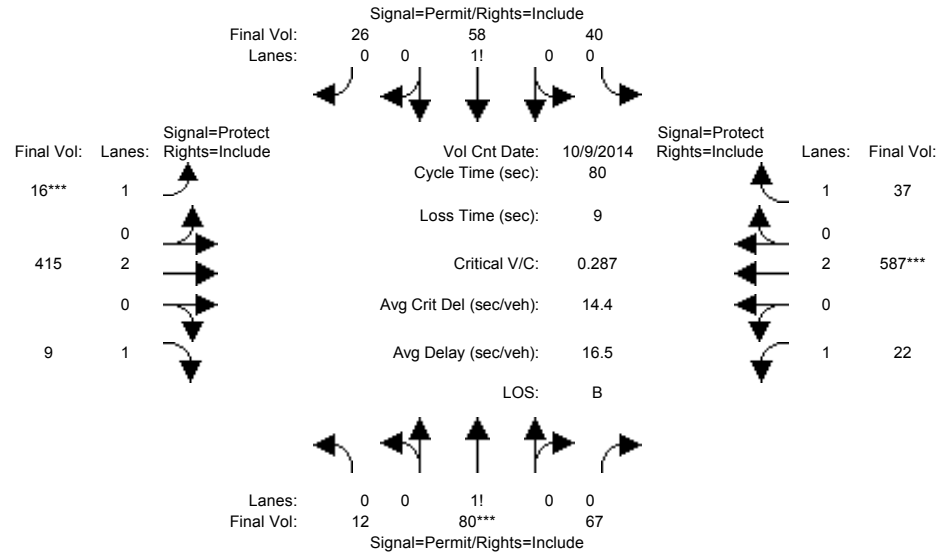 Signal=Permit/Rights=Include
Final Vol: 26 58 40
Lanes: 0 0 1! 0 0
Signal=Protect Signal=Protect
Final Vol: Lanes: Rights=Include Vol Cnt Date: 10/9/2014 Rights=Include Lanes: Final Vol:
Cycle Time (sec): 80
16*** 1 1 37
Loss Time (sec): 9
0 0
415 2 Critical V/C: 0.287 2 587***
0 Avg Crit Del (sec/veh): 14.4 0
9 1 Avg Delay (sec/veh): 16.5 1 22
LOS: B
Lanes: 0 0 1! 0 0
Final Vol: 12 80*** 67
Signal=Permit/Rights=Include